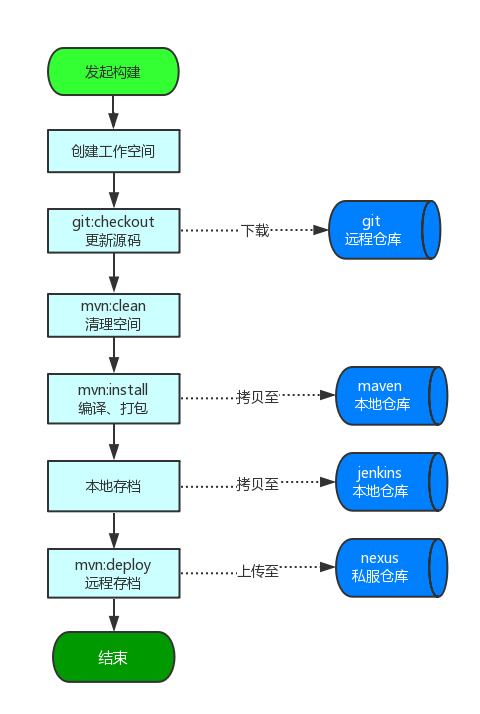 发起构建
创建工作空间
git:checkout
更新源码
下载
git
远程仓库
mvn:clean
清理空间
mvn:install
编译、打包
拷贝至
maven
本地仓库
本地存档
拷贝至
jenkins
本地仓库
mvn:deploy
远程存档
上传至
nexus
私服仓库
结束